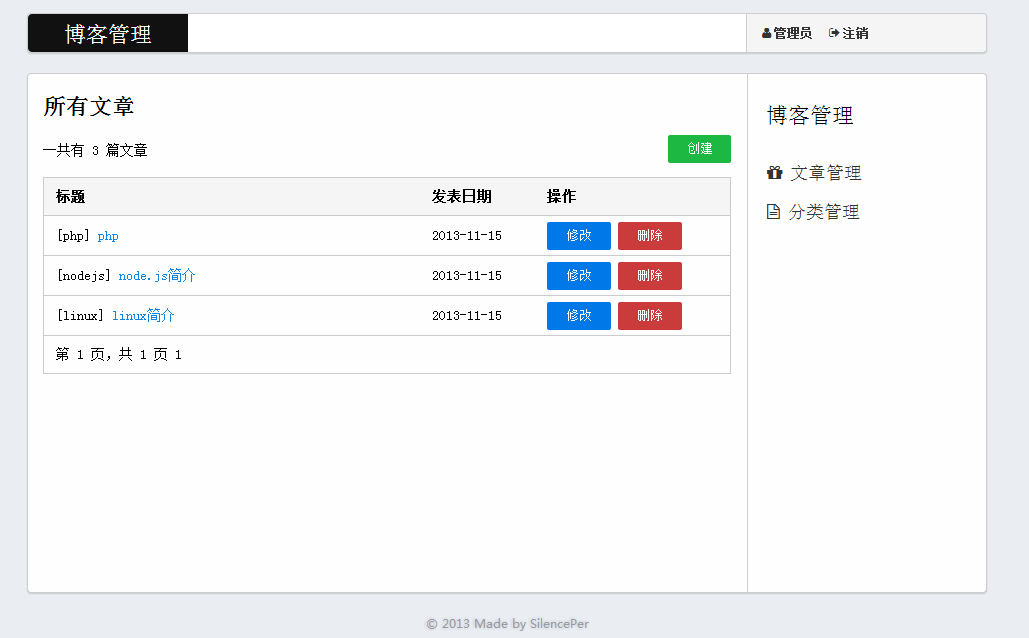 博客管理
管理员 注销
所有文章
一共有 3 篇文章
创建
标题 发表日期 操作
[php] php 2013-11-15 修改 删除
[nodejs] node.js简介 2013-11-15 修改 删除
[linux] linux简介 2013-11-15 修改 删除
第 1 页, 共 1 页 1
博客管理
文章管理
分类管理
© 2013 Made by SilencePer